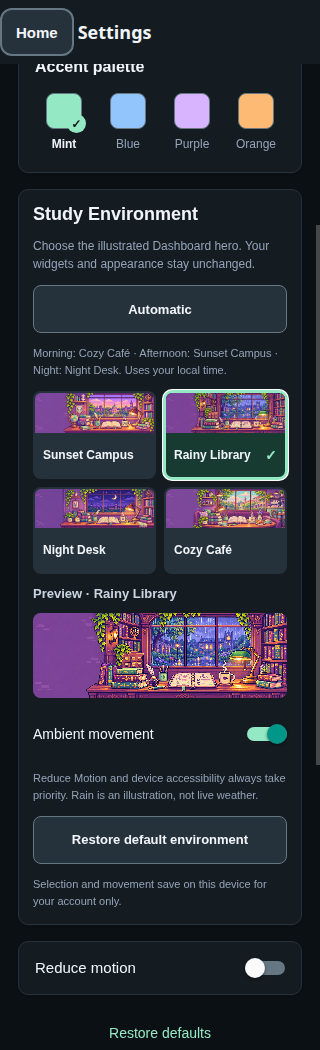 Home
Settings
Accent palette
Mint
Blue
Purple
Orange
Study Environment
Choose the illustrated Dashboard hero. Your
widgets and appearance stay unchanged.
Automatic
Morning: Cozy Café · Afternoon: Sunset Campus ·
Night: Night Desk. Uses your local time.
Sunset Campus
Rainy Library
Night Desk
Cozy Café
Preview · Rainy Library
Ambient movement
Reduce Motion and device accessibility always take
priority. Rain is an illustration, not live weather.
Restore default environment
Selection and movement save on this device for
your account only.
Reduce motion
Restore defaults